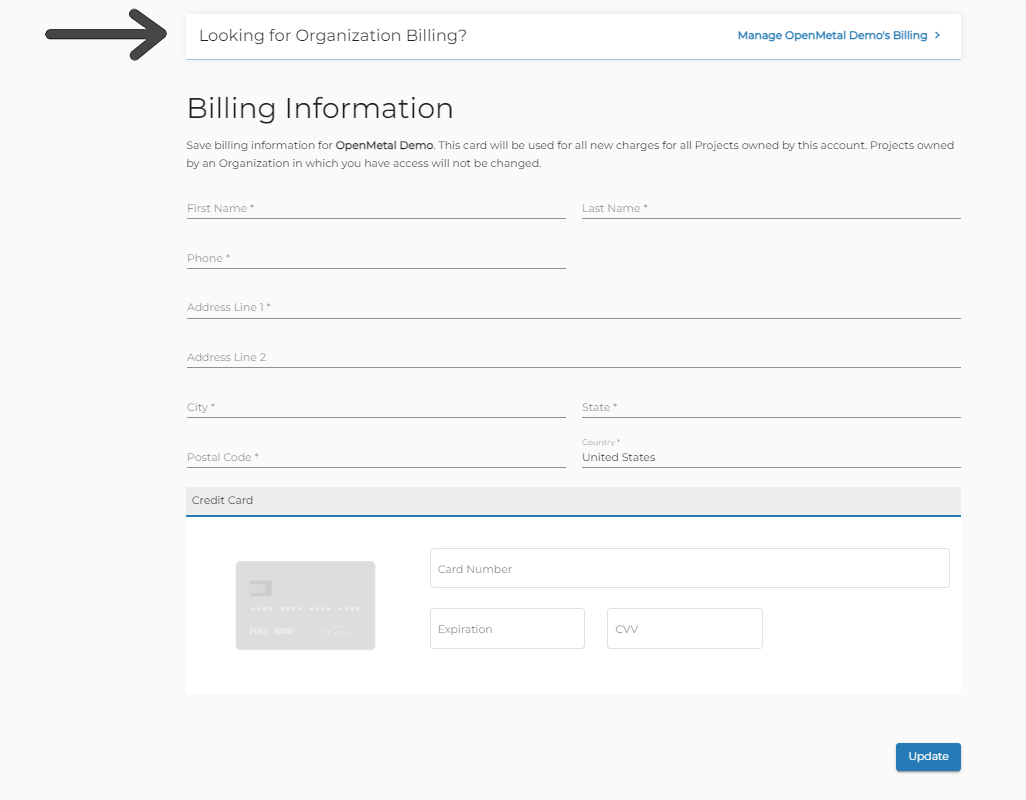 Looking for Organization Billing?
Manage OpenMetal Demo's Billing >
Billing Information
Save billing information for OpenMetal Demo. This card will be used for all new charges for all Projects owned by this account. Projects owned
by an Organization in which you have access will not be changed.
First Name *
Last Name *
Phone *
Address Line 1 *
Address Line 2
City *
State *
Postal Code *
Country *
United States
Credit Card
Card Number
**** **** **** ****
FULL NAME
Expiration
CVV
Update